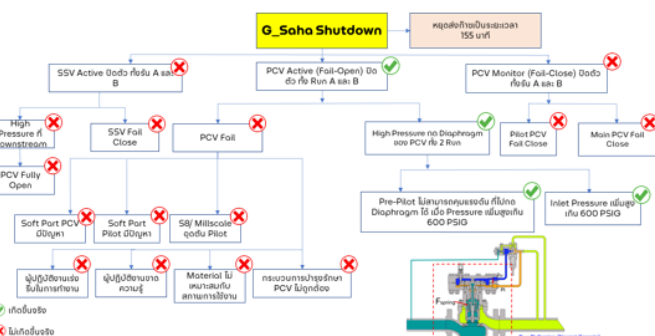 G_Saha Shutdown
หยุดส่งก๊าซเป็นระยะเวลา
155 นาที
SSV Active ปิดตัว ทั้งรัน A และ
B
PCV Active (Fail-Open) ปิด
ตัว ทั้ง Run A และ B
PCV Monitor (Fail-Close) ปิดตัว
ทั้งรัน A และ B
High
Pressure ที่
ownstream
SSV Fail
Close
PCV Fail
High Pressure กด Diaphragm
ของ PCV ทั้ง 2 Run
Pilot PCV
Fail Close
Main PCV Fail
Close
PCV Fully
Open
Soft Part PCV
มีปัญหา
Soft Part
Pilot มีปัญหา
S8/ Millscale
อุดตัน Pilot
Pre-Pilot ไม่สามารถคุมแรงดัน ที่ไปกด
Diaphragm ได้ เมื่อ Pressure เพิ่มสูงเกิน
600 PSIG
Inlet Pressure เพิ่มสูง
เกิน 600 PSIG
ผู้ปฏิบัติงานเร่ง
รีบในการทำงาน
ผู้ปฏิบัติงานขาด
ความรู้
Material ไม่
เหมาะสมกับ
สถานการใช้งาน
กระบวนการบำรุงรักษา
PCV ไม่ถูกต้อง
เกิดขึ้นจริง
ไม่เกิดขึ้นจริง